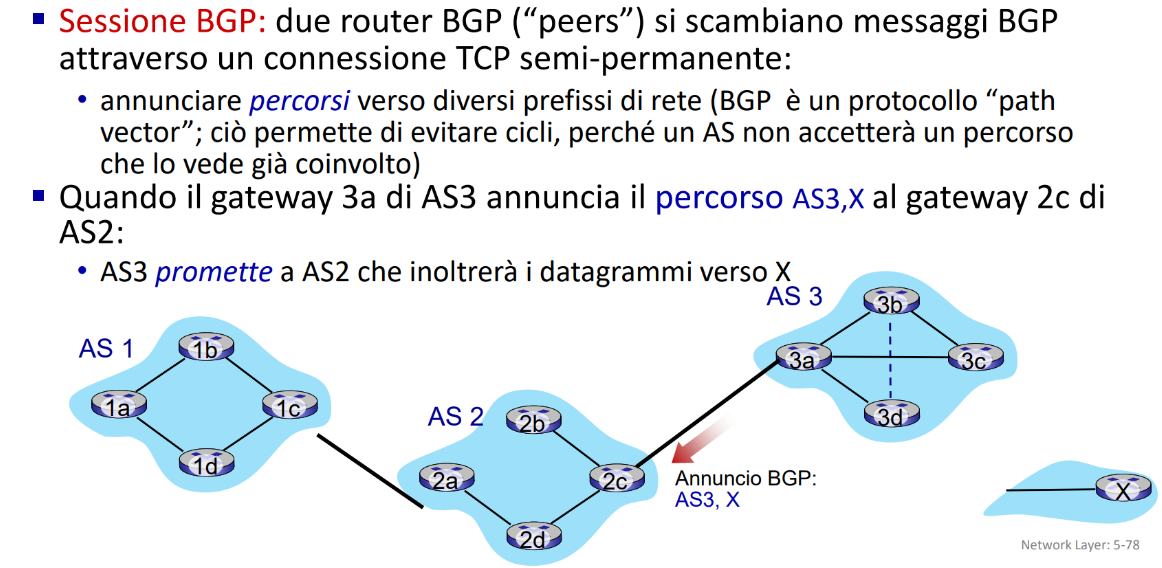 Sessione BGP: due router BGP (“peers”) si scambiano messaggi BGP
attraverso un connessione TCP semi-permanente:
• annunciare percorsi verso diversi prefissi di rete (BGP è un protocollo “path
vector”; ciò permette di evitare cicli, perché un AS non accetterà un percorso
che lo vede già coinvolto)
Quando il gateway 3a di AS3 annuncia il percorso AS3,X al gateway 2c di
AS2:
• AS3 promette a AS2 che inoltrerà i datagrammi verso X
AS 3
3b
AS 1
1b
3a
3c
1a
1c
AS 2
2b
3d
1d
2a
2c
Annuncio BGP:
AS3, X
X
2d
Network Layer: 5-78